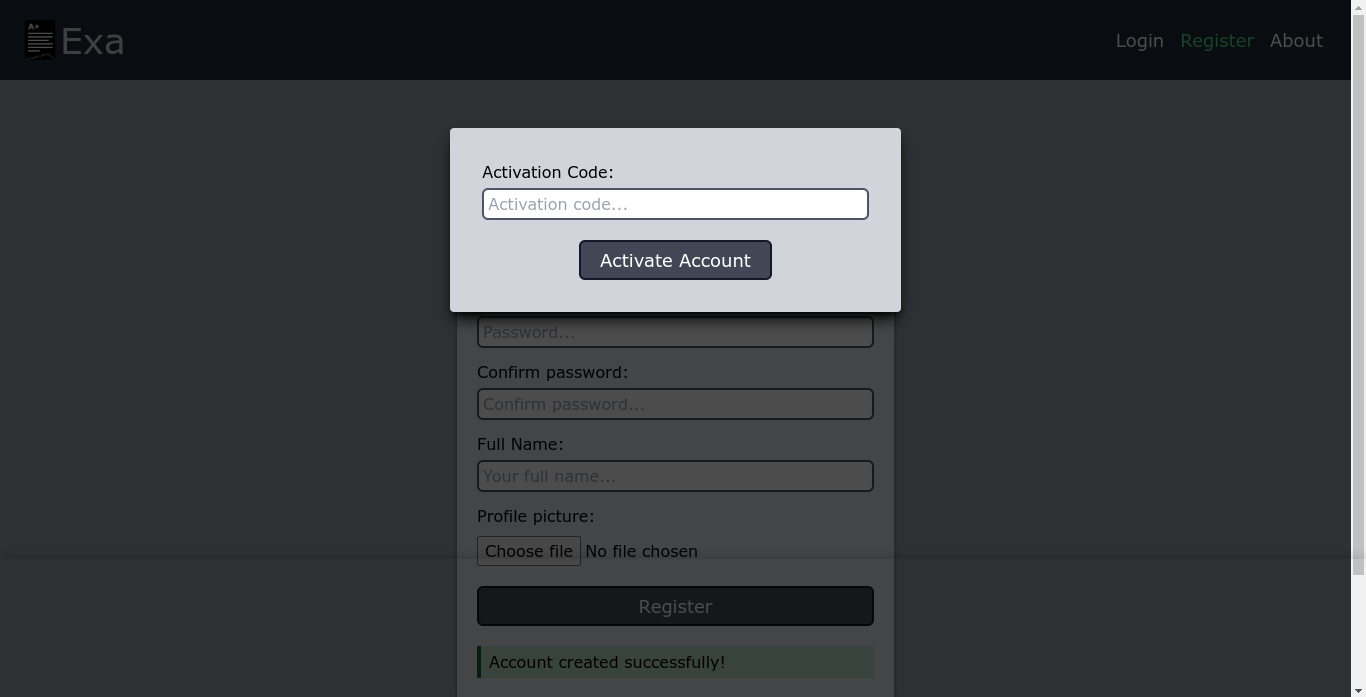 A+
Exa
Login Register About
Activation Code:
Activation code...
Activate Account
Password...
Confirm password:
Confirm password...
Full Name:
Your full name...
Profile picture:
Choose file No file chosen
Register
Account created successfully!